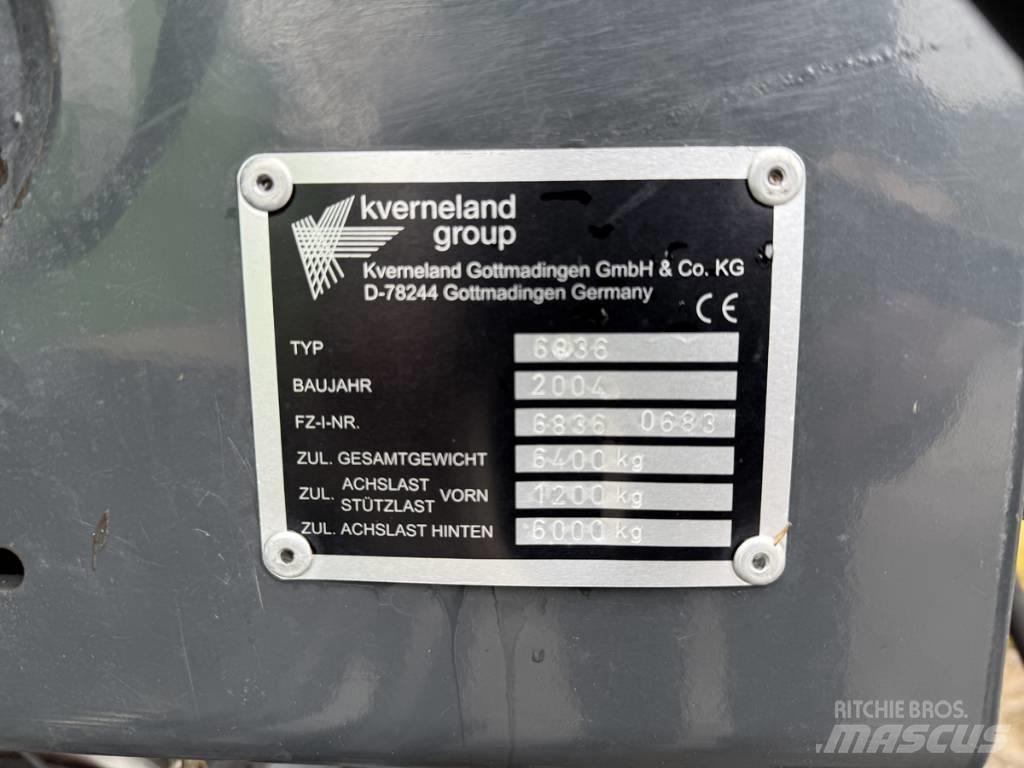 kverneland
group
Kverneland Gottmadingen GmbH & Co. KG
D-78244 Gottmadingen Germany
CE
TYP 6836
BAUJAHR 2004
FZ-I-NR. 6836 0683
ZUL. GESAMTGEWICHT 6400 kg
ZUL. ACHSLAST STÜTZLAST VORN 1200 kg
ZUL. ACHSLAST HINTEN 6000 kg
RITCHIE BROS.
MASCUS